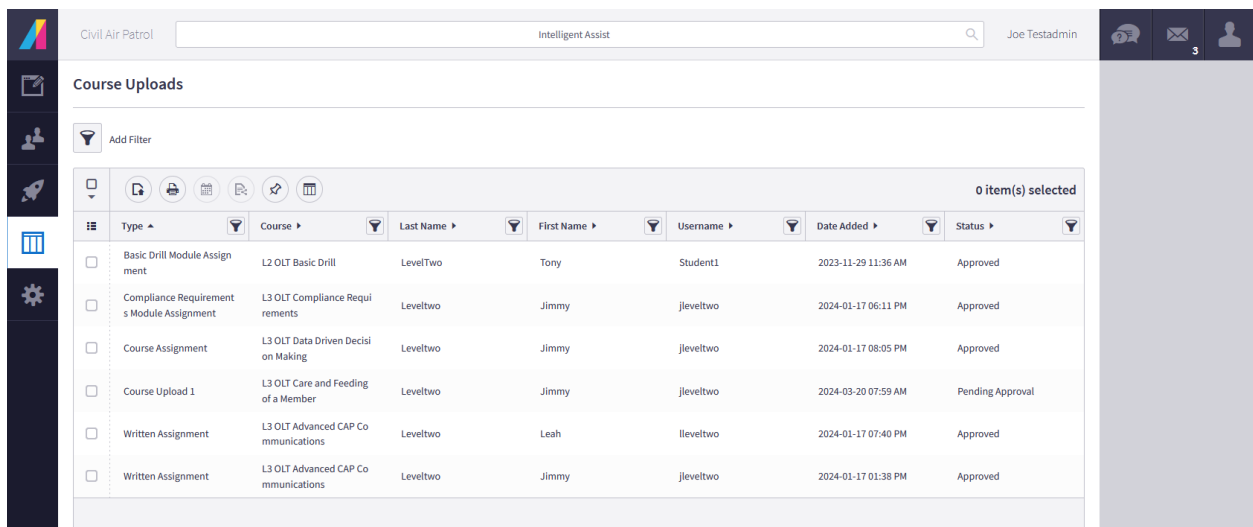 Civil Air Patrol Intelligent Assist Joe Testadmin 3
Course Uploads
Add Filter
0 item(s) selected
Type Course Last Name First Name Username Date Added Status
Basic Drill Module Assign
ment L2 OLT Basic Drill LevelTwo Tony Student1 2023-11-29 11:36 AM Approved
Compliance Requirement
s Module Assignment L3 OLT Compliance Requi
rements Leveltwo Jimmy jleveltwo 2024-01-17 06:11 PM Approved
Course Assignment L3 OLT Data Driven Decisi
on Making Leveltwo Jimmy jleveltwo 2024-01-17 08:05 PM Approved
Course Upload 1 L3 OLT Care and Feeding
of a Member Leveltwo Jimmy jleveltwo 2024-03-20 07:59 AM Pending Approval
Written Assignment L3 OLT Advanced CAP Co
mmunications Leveltwo Leah lleveltwo 2024-01-17 07:40 PM Approved
Written Assignment L3 OLT Advanced CAP Co
mmunications Leveltwo Jimmy jleveltwo 2024-01-17 01:38 PM Approved